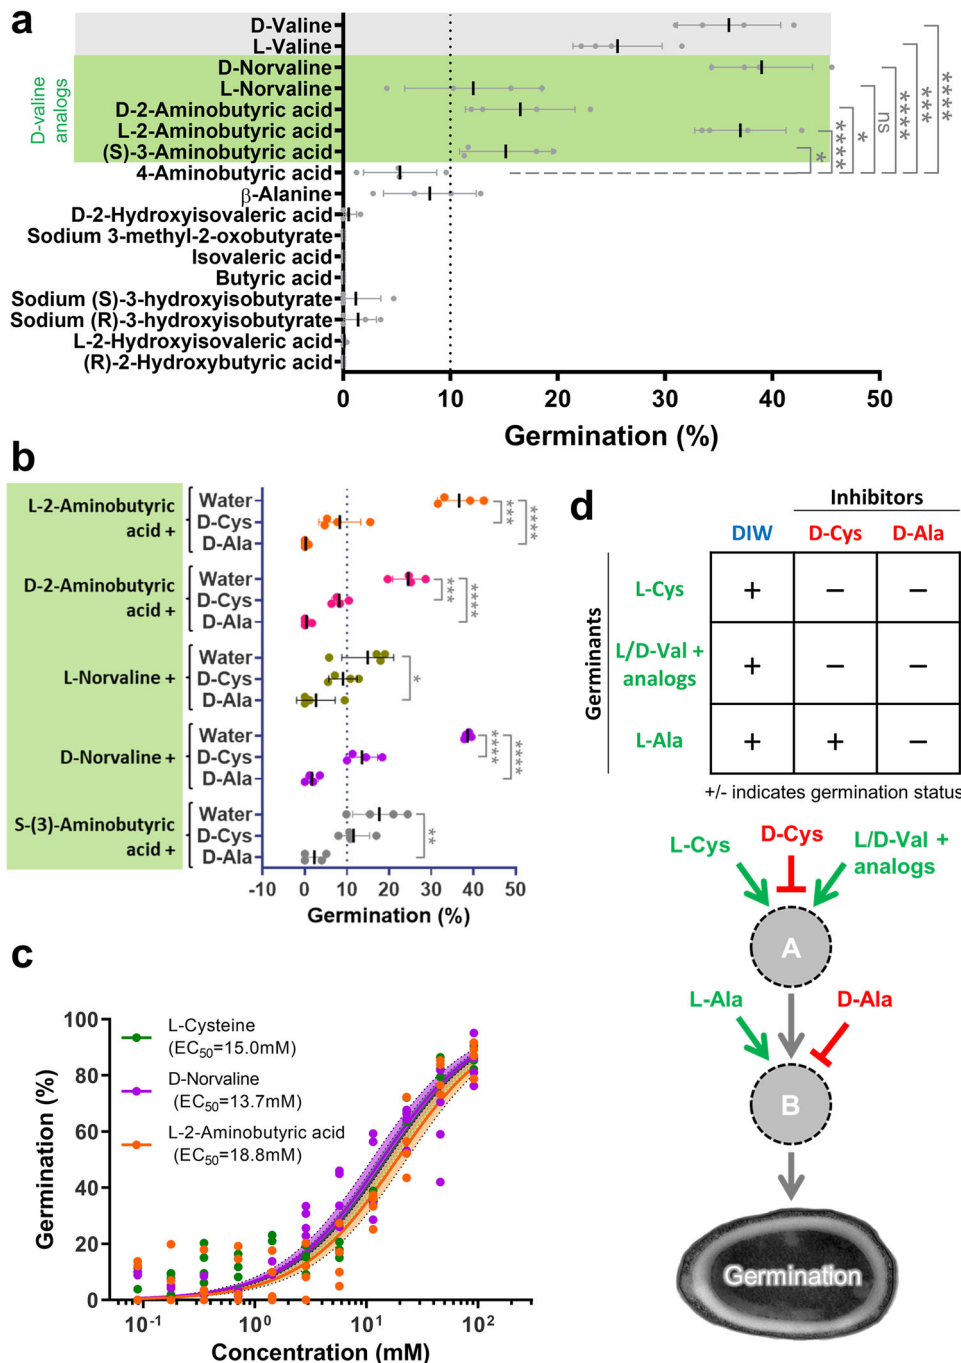 a
D-valine
analogs
D-Valine
L-Valine
D-Norvaline
L-Norvaline
D-2-Aminobutyric acid
L-2-Aminobutyric acid
(S)-3-Aminobutyric acid
4-Aminobutyric acid
β-Alanine
D-2-Hydroxyisovaleric acid
Sodium 3-methyl-2-oxobutyrate
Isovaleric acid
Butyric acid
Sodium (S)-3-hydroxyisobutyrate
Sodium (R)-3-hydroxyisobutyrate
L-2-Hydroxyisovaleric acid
(R)-2-Hydroxybutyric acid
* **** * ns **** *** ****
0 10 20 30 40 50
Germination (%)
b
L-2-Aminobutyric
acid +
Water
D-Cys
D-Ala
*** ****
D-2-Aminobutyric
acid +
Water
D-Cys
D-Ala
*** ****
L-Norvaline +
Water
D-Cys
D-Ala
*
D-Norvaline +
Water
D-Cys
D-Ala
**** ****
S-(3)-Aminobutyric
acid +
Water
D-Cys
D-Ala
**
-10 0 10 20 30 40 50
Germination (%)
c
Germination (%)
100
80
60
40
20
0
L-Cysteine
(EC50=15.0mM)
D-Norvaline
(EC50=13.7mM)
L-2-Aminobutyric acid
(EC50=18.8mM)
10-1 100 101 102
Concentration (mM)
d
Inhibitors
DIW D-Cys D-Ala
Germinants
L-Cys + − −
L/D-Val +
analogs + − −
L-Ala + + −
+/- indicates germination status
L-Cys D-Cys L/D-Val +
analogs
A
L-Ala D-Ala
B
Germination